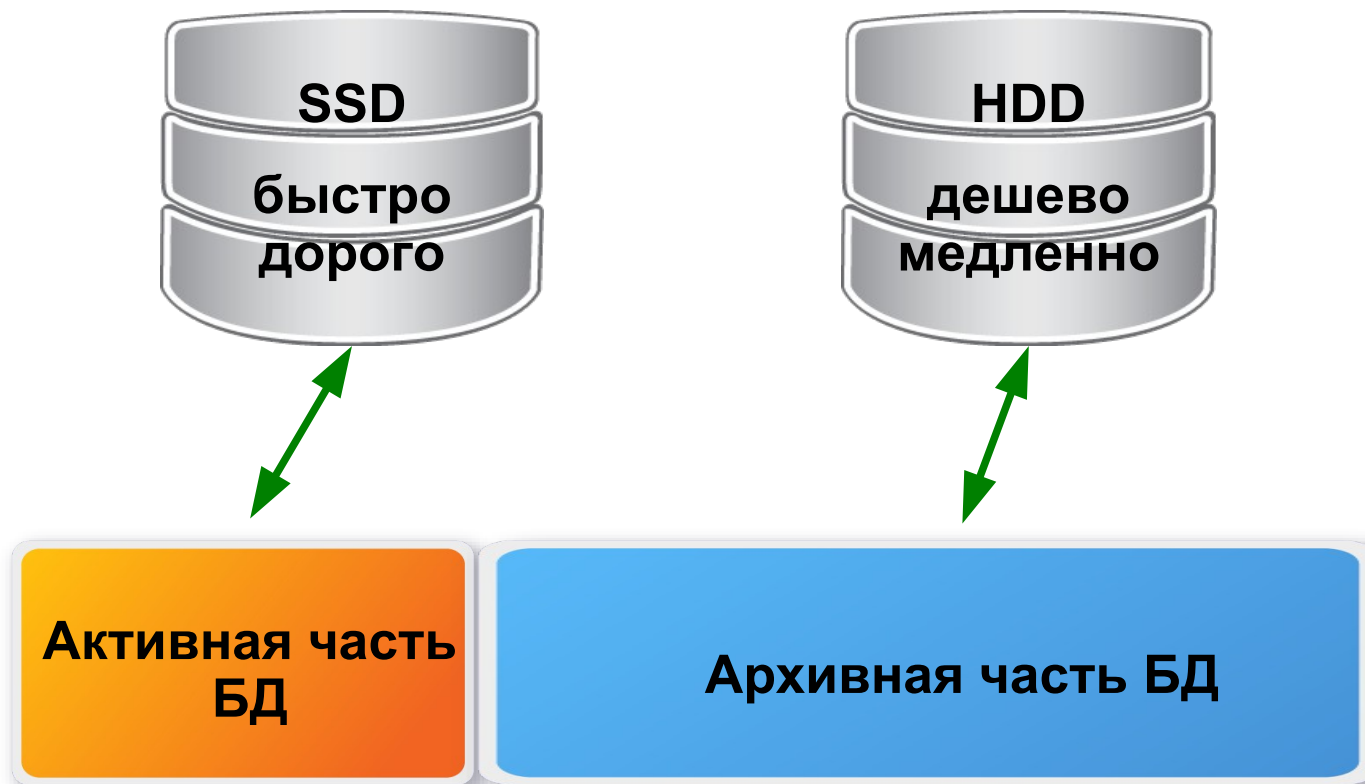 SSD
быстро
дорого
HDD
дешево
медленно
Активная часть
БД
Архивная часть БД